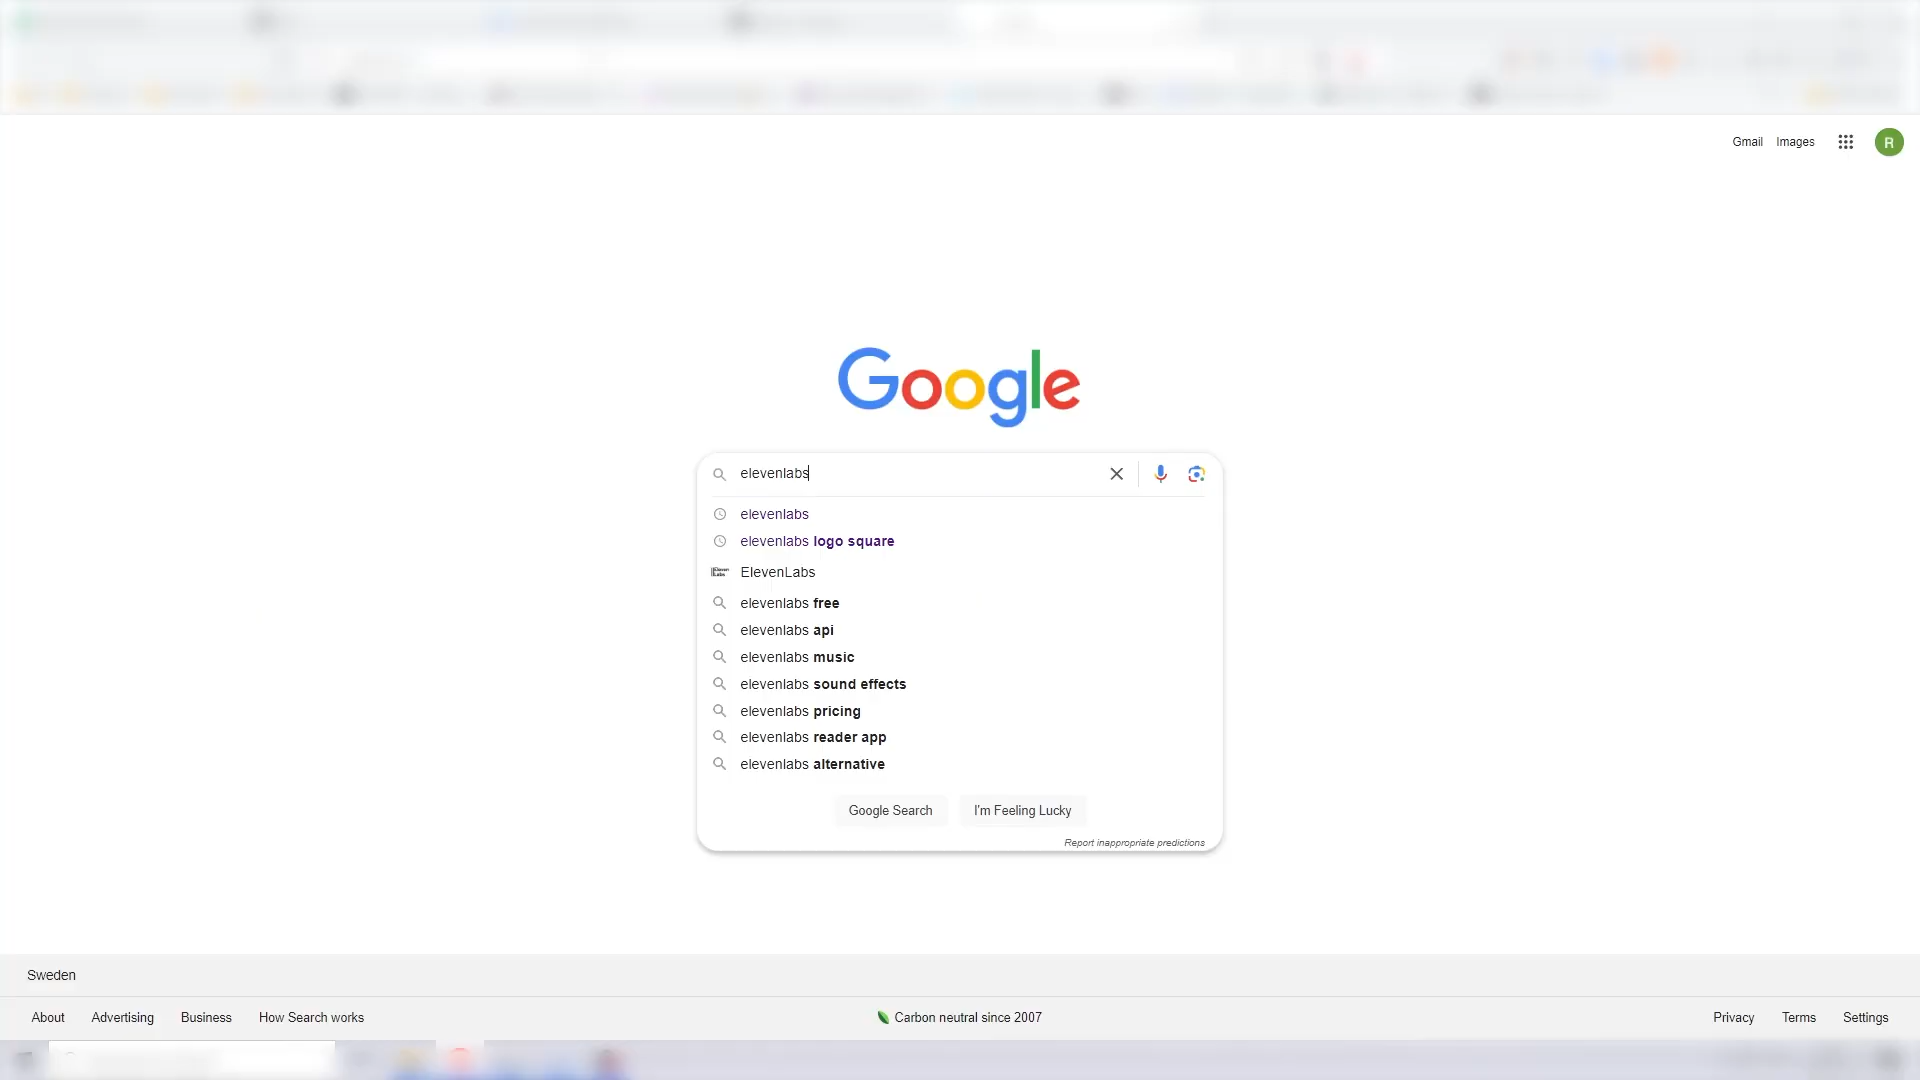 Gmail Images
R
Google
elevenlabs
elevenlabs
elevenlabs logo square
ElevenLabs
elevenlabs free
elevenlabs api
elevenlabs music
elevenlabs sound effects
elevenlabs pricing
elevenlabs reader app
elevenlabs alternative
Google Search I'm Feeling Lucky
Report inappropriate predictions
Sweden
About Advertising Business How Search works Carbon neutral since 2007 Privacy Terms Settings